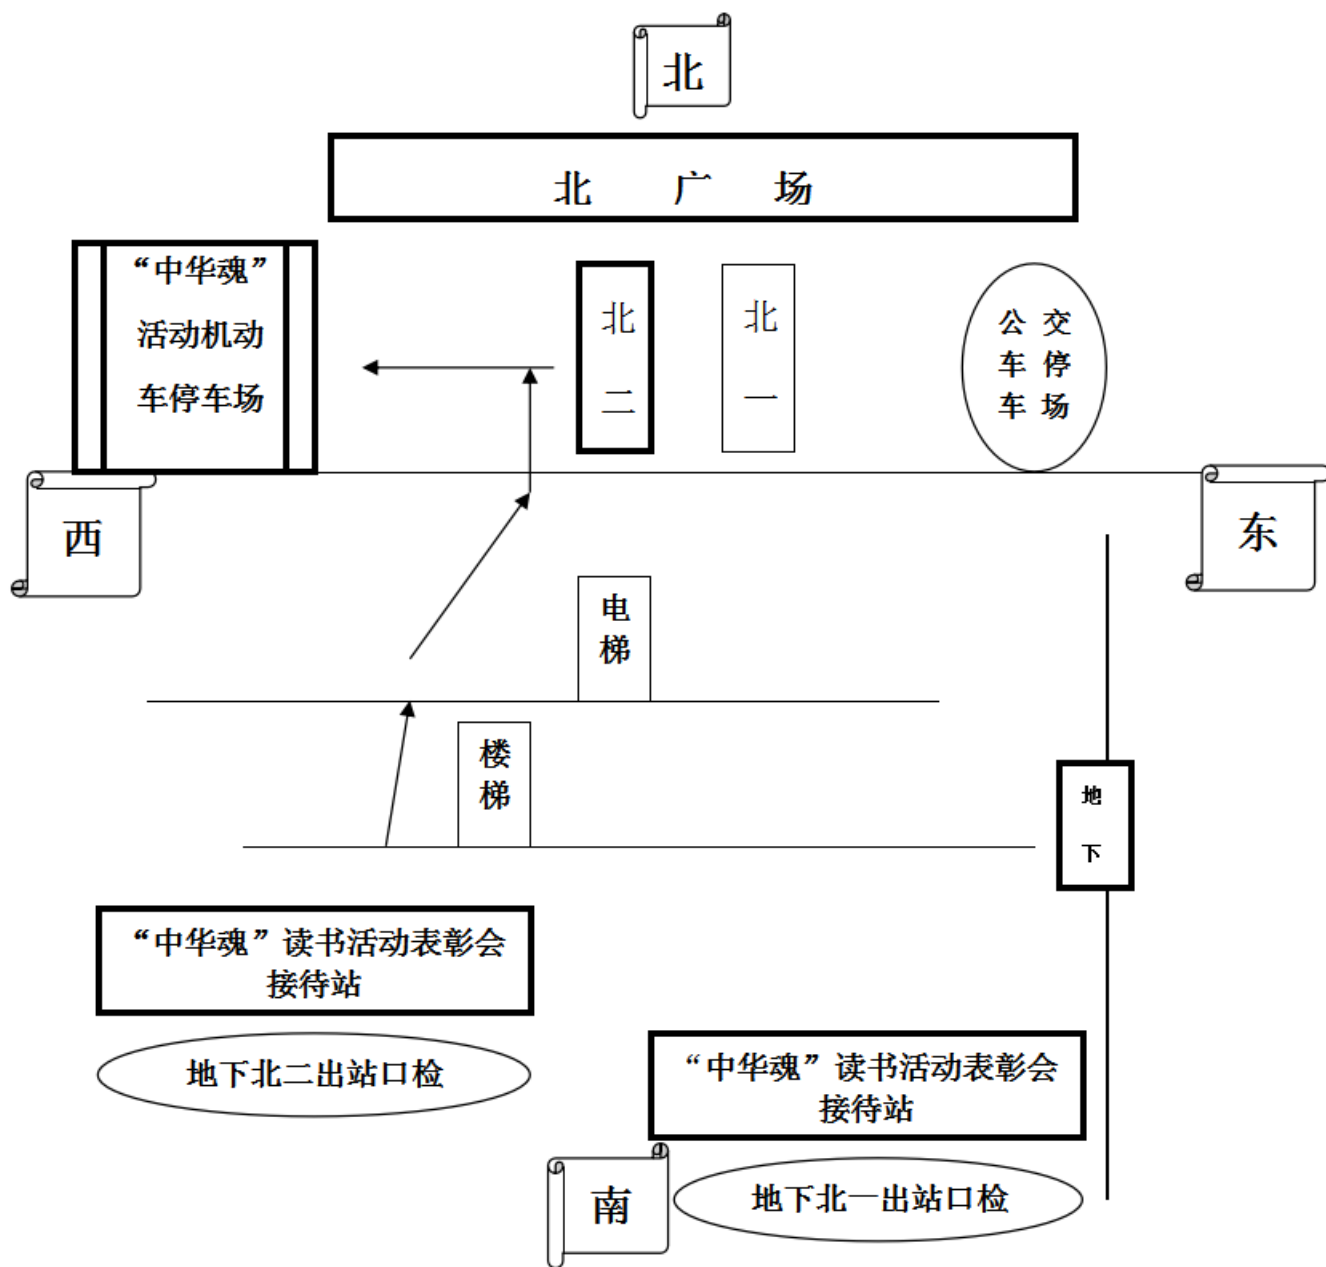 北
北 广 场
“中华魂”
活动机动
车停车场
北
二
北
一
公 交
车 停
车 场
西
东
电
梯
楼
梯
地
下
“中华魂”读书活动表彰会
接待站
地下北二出站口检
“中华魂”读书活动表彰会
接待站
南
地下北一出站口检